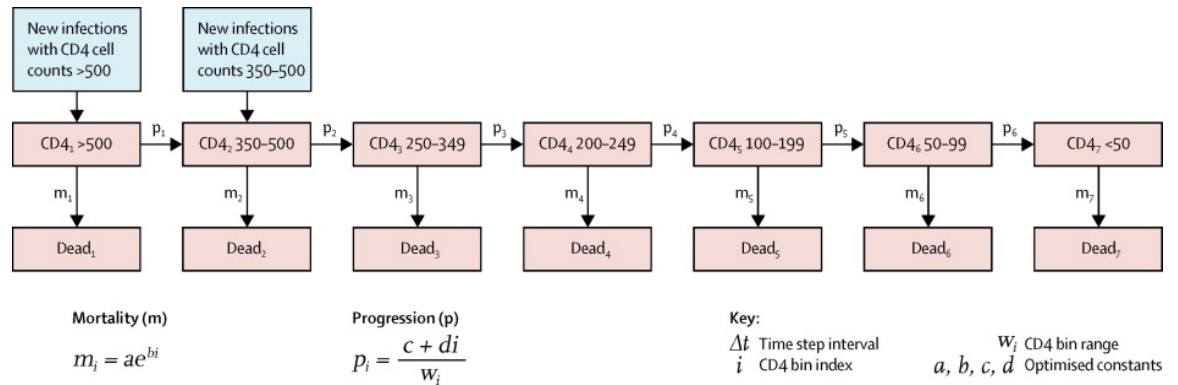 New infections
with CD4 cell
counts >500
New infections
with CD4 cell
counts 350–500
CD4₁ >500
p₁
CD4₂ 350–500
p₂
CD4₃ 250–349
p₃
CD4₄ 200–249
p₄
CD4₅ 100–199
p₅
CD4₆ 50–99
p₆
CD4₇ <50
m₁
m₂
m₃
m₄
m₅
m₆
m₇
Dead₁
Dead₂
Dead₃
Dead₄
Dead₅
Dead₆
Dead₇
Mortality (m)
mᵢ = ae^{bi}
Progression (p)
pᵢ = (c + di) / wᵢ
Key:
Δt Time step interval
i CD4 bin index
wᵢ CD4 bin range
a, b, c, d Optimised constants